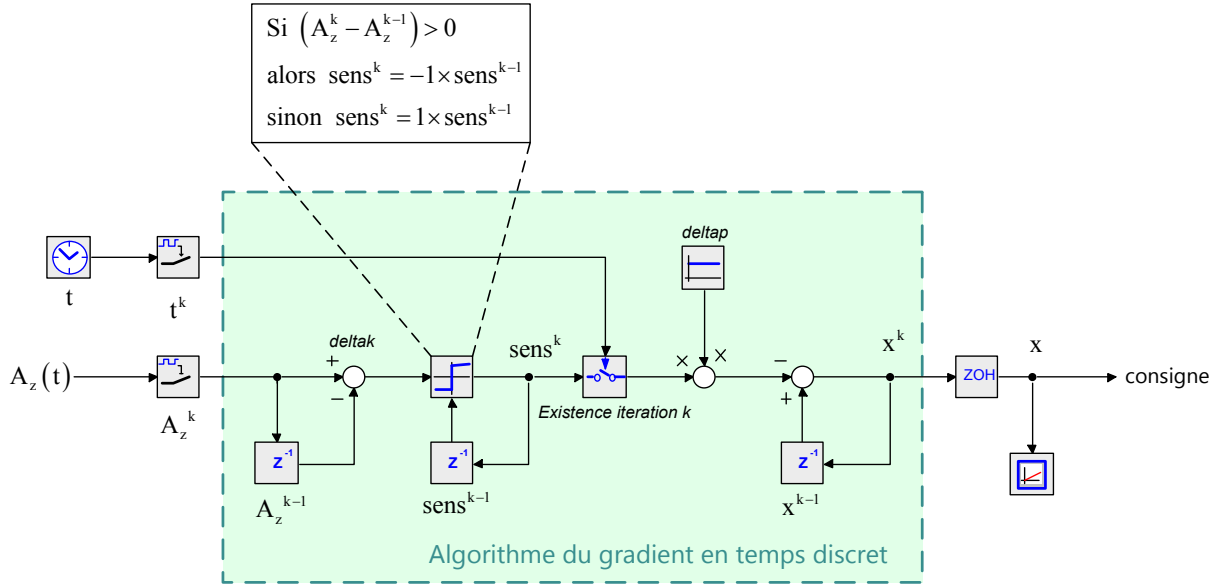 Si (A_z^k − A_z^{k-1}) > 0
alors sens^k = −1 × sens^{k-1}
sinon sens^k = 1 × sens^{k-1}
deltap
t
t^k
deltak
sens^k
x^k
x
+
−
×
×
−
+
A_z(t)
ZOH
consigne
A_z^k
Existence iteration k
z^-1
z^-1
z^-1
A_z^{k-1}
sens^{k-1}
x^{k-1}
Algorithme du gradient en temps discret